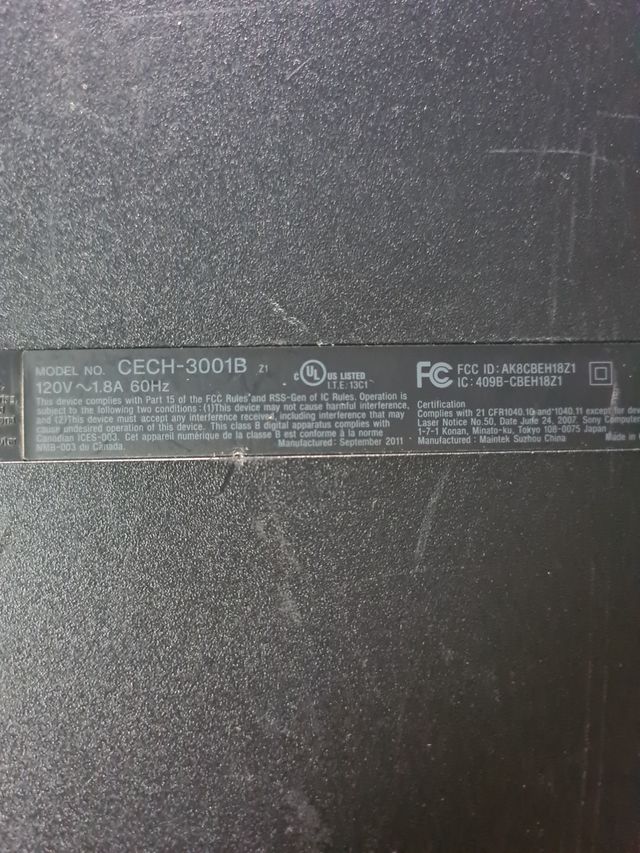 MODEL NO. CECH-3001B Z1
120V ~1.8A 60Hz
c UL US LISTED
I.T.E. 13C1
FC FCC ID: AK8CBEH18Z1
IC: 409B-CBEH18Z1
This device complies with Part 15 of the FCC Rules and RSS-Gen of IC Rules. Operation is
subject to the following two conditions : (1)This device may not cause harmful interference,
and (2)This device must accept any interference received, including interference that may
cause undesired operation of this device. This class B digital apparatus complies with
Canadian ICES-003. Cet appareil numérique de la classe B est conforme à la norme
NMB-003 du Canada. Manufactured : September 2011
Certification
Complies with 21 CFR1040.10 and 1040.11 except for
Laser Notice No.50, Date June 24, 2007. Sony Computer
1-7-1 Konan, Minato-ku, Tokyo 108-0075 Japan
Manufact : Maintek Suzhou China Made in